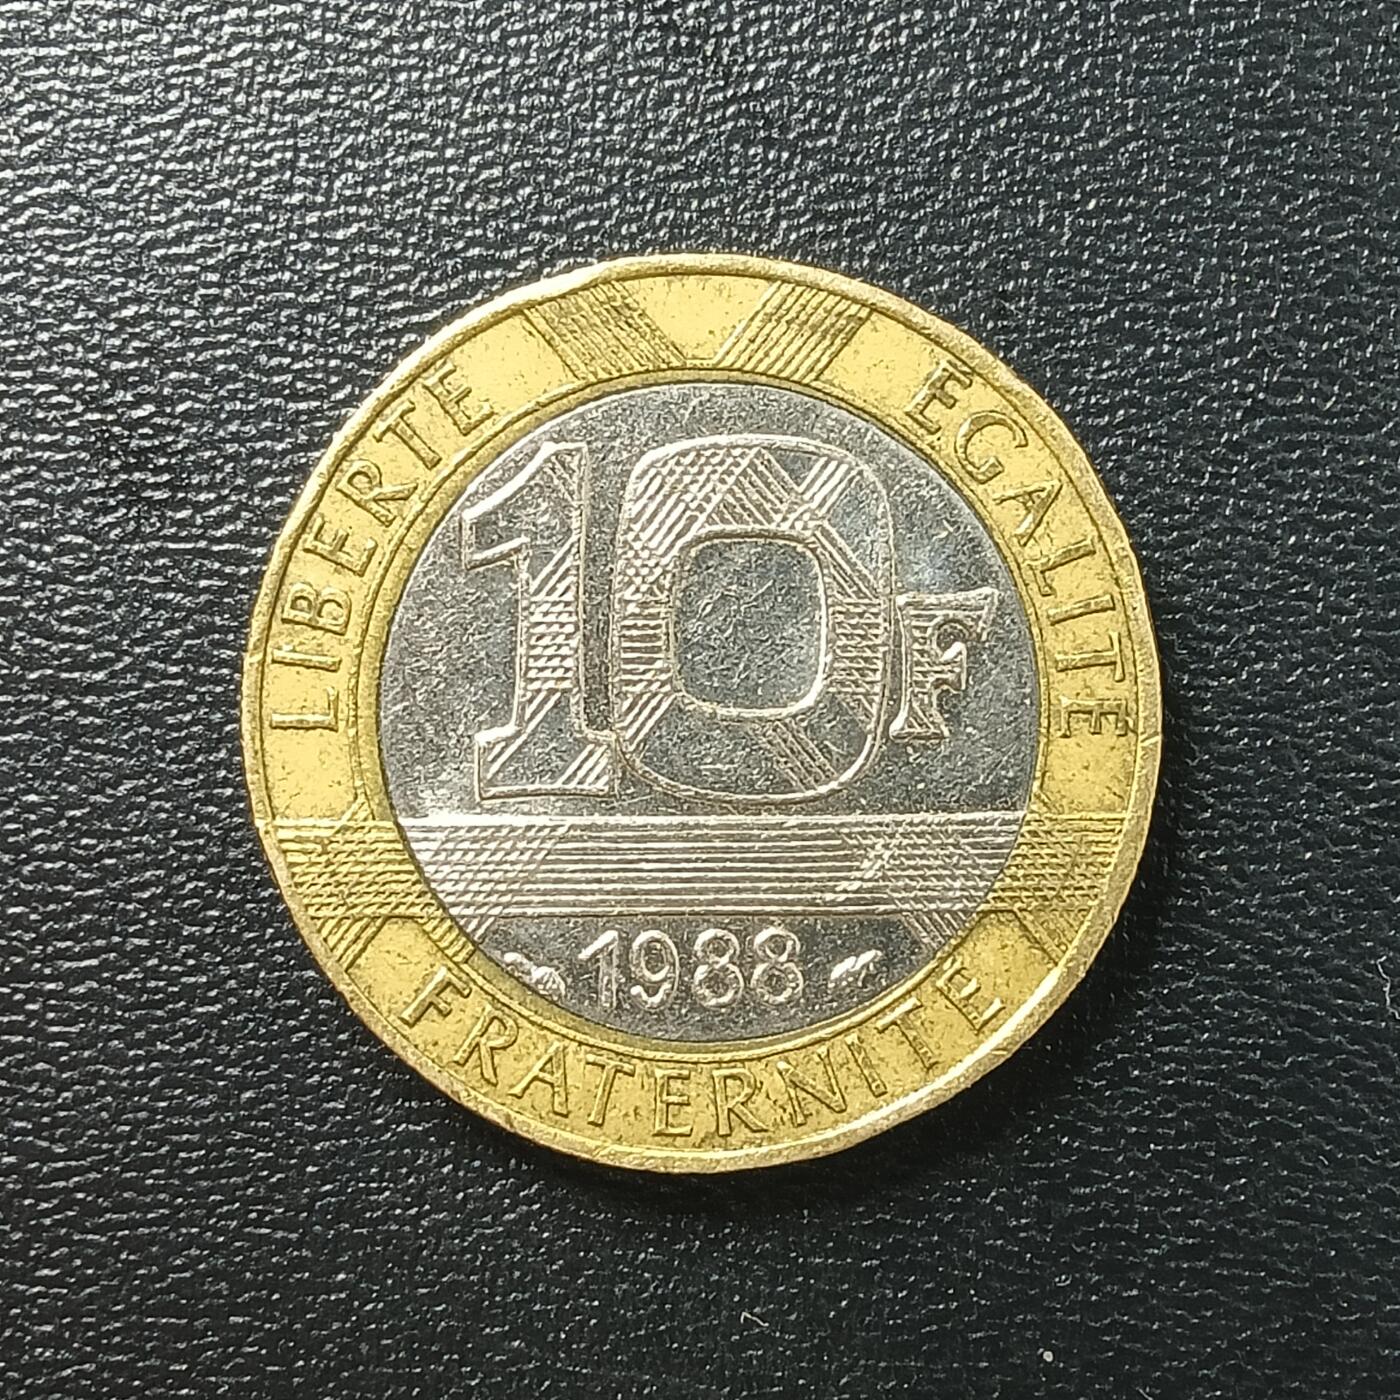 LIBERTE
EGALITE
10F
1988
FRATERNITE